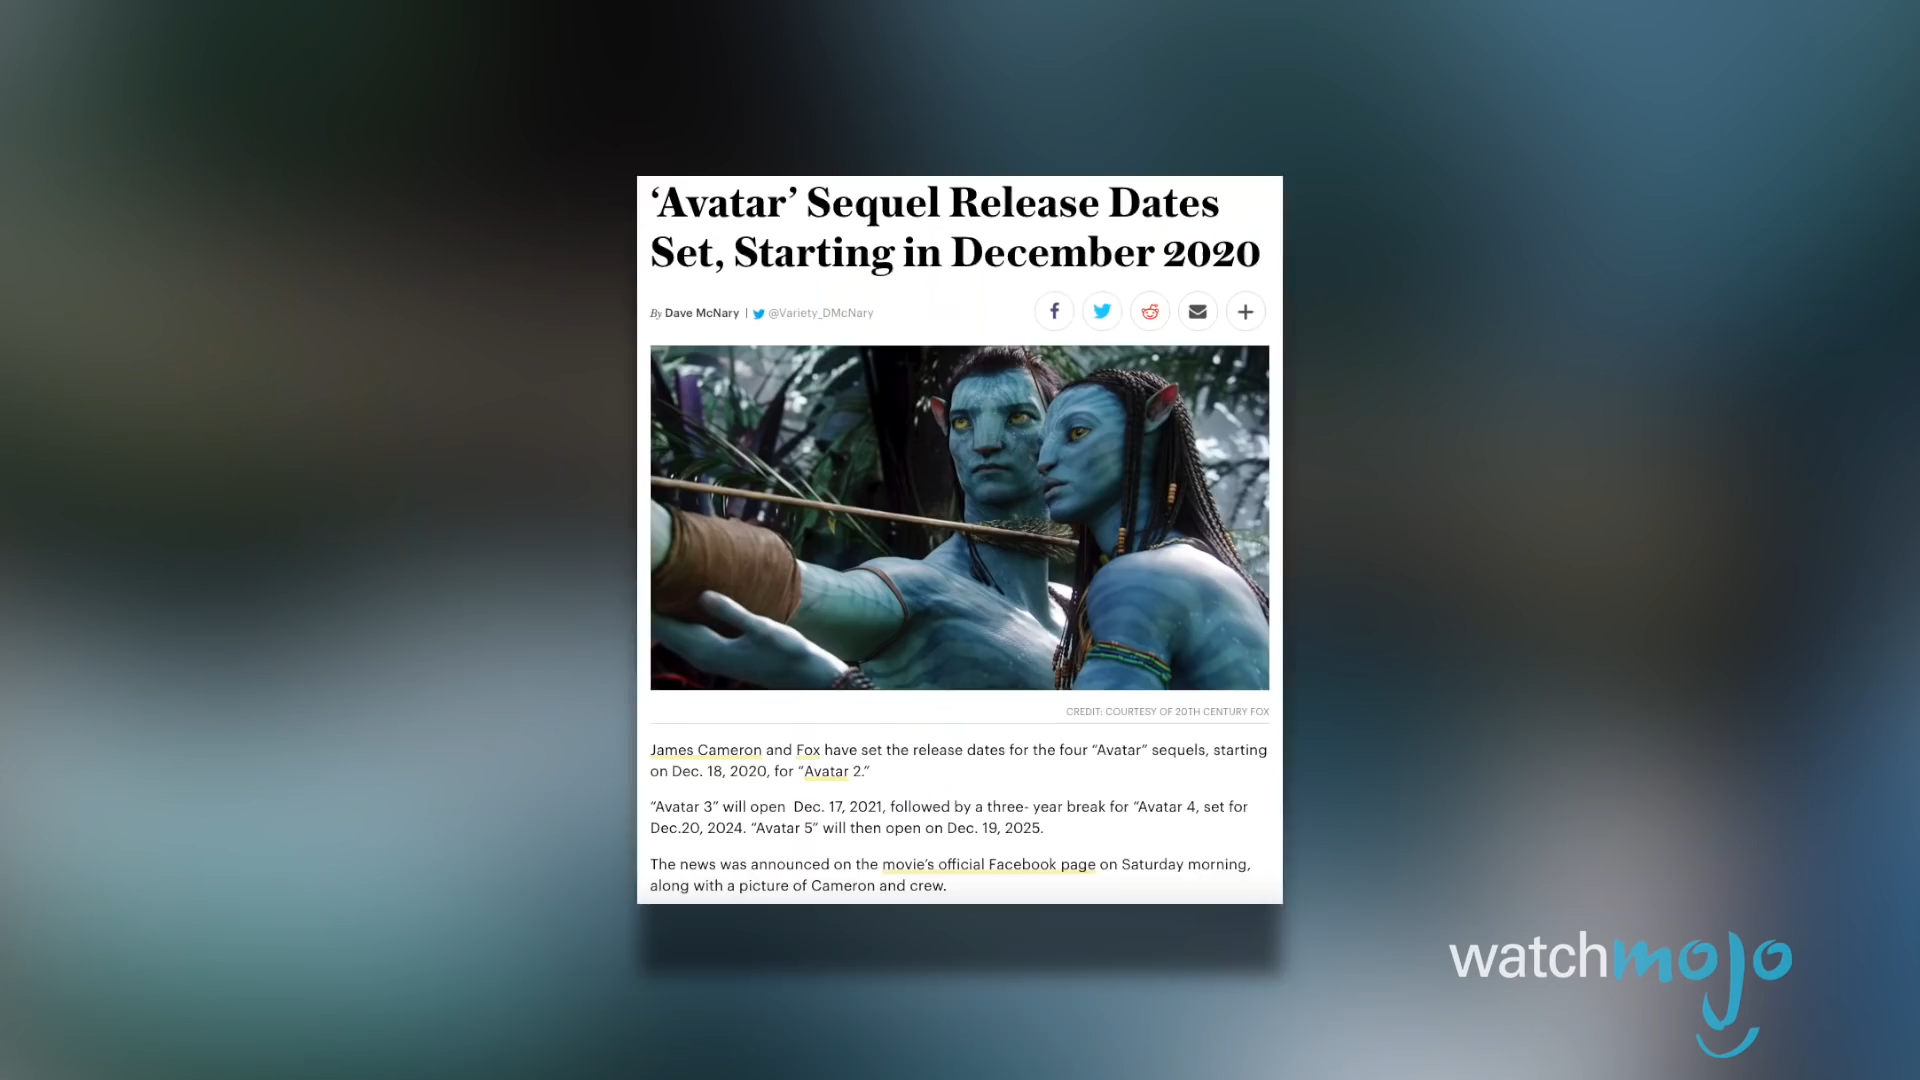 ‘Avatar’ Sequel Release Dates
Set, Starting in December 2020
By Dave McNary | @Variety_DMcNary
CREDIT: COURTESY OF 20TH CENTURY FOX
James Cameron and Fox have set the release dates for the four “Avatar” sequels, starting
on Dec. 18, 2020, for “Avatar 2.”
“Avatar 3” will open  Dec. 17, 2021, followed by a three- year break for “Avatar 4, set for
Dec.20, 2024. “Avatar 5” will then open on Dec. 19, 2025.
The news was announced on the movie’s official Facebook page on Saturday morning,
along with a picture of Cameron and crew.
watchmojo